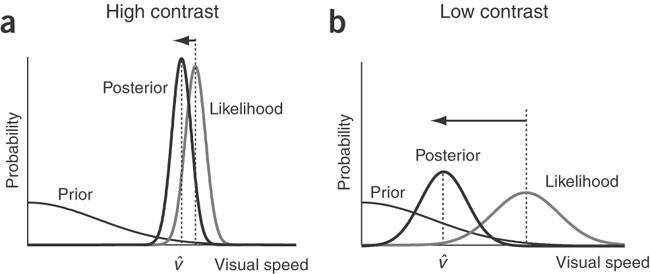 a
High contrast
Posterior
Likelihood
Prior
Probability
v̂
Visual speed
b
Low contrast
Posterior
Likelihood
Prior
Probability
v̂
Visual speed